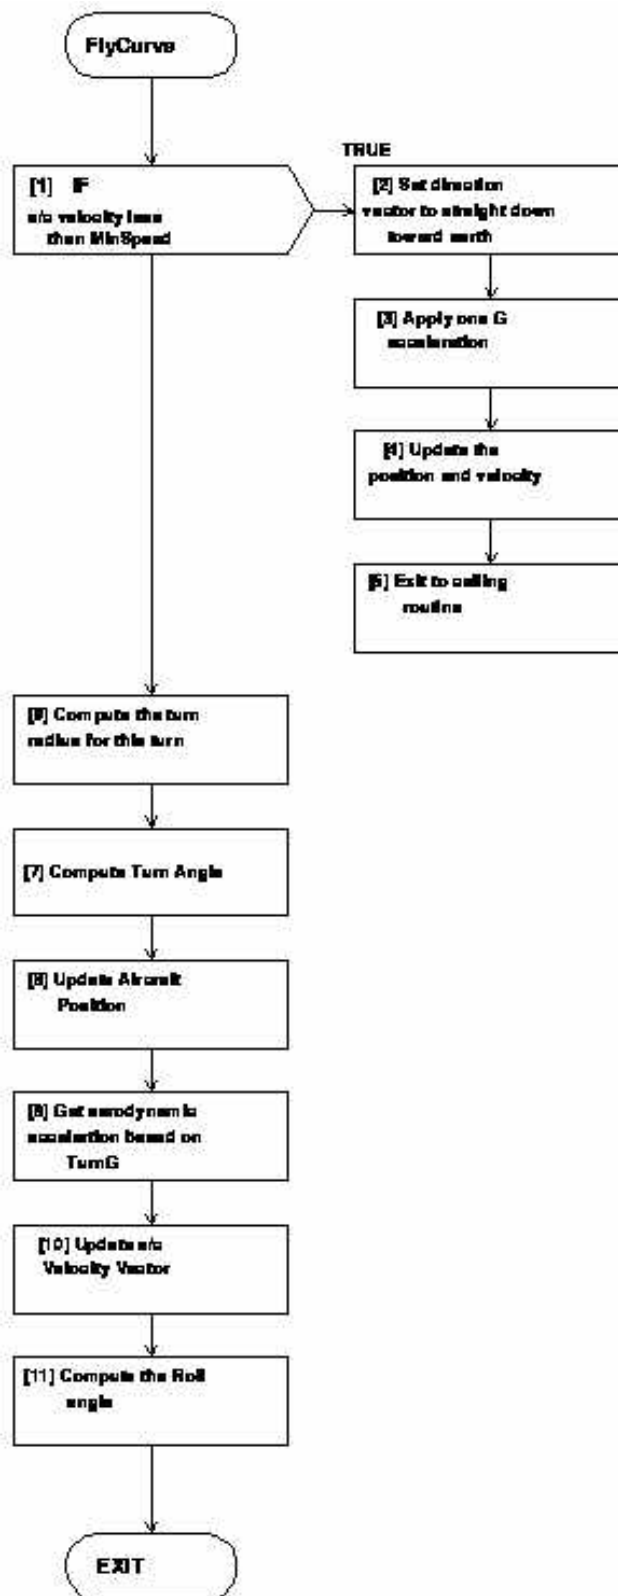 FlyCurve
TRUE
[1] IF
a/c velocity less
than MinSpeed
[2] Set direction
vector to straight down
toward earth
[3] Apply one G
acceleration
[4] Update the
position and velocity
[5] Exit to calling
routine
[6] Compute the turn
radius for this turn
[7] Compute Turn Angle
[8] Update Aircraft
Position
[9] Get aerodynamic
accelertion based on
TurnG
[10] Update a/c
Velocity Vector
[11] Compute the Roll
angle
EXIT